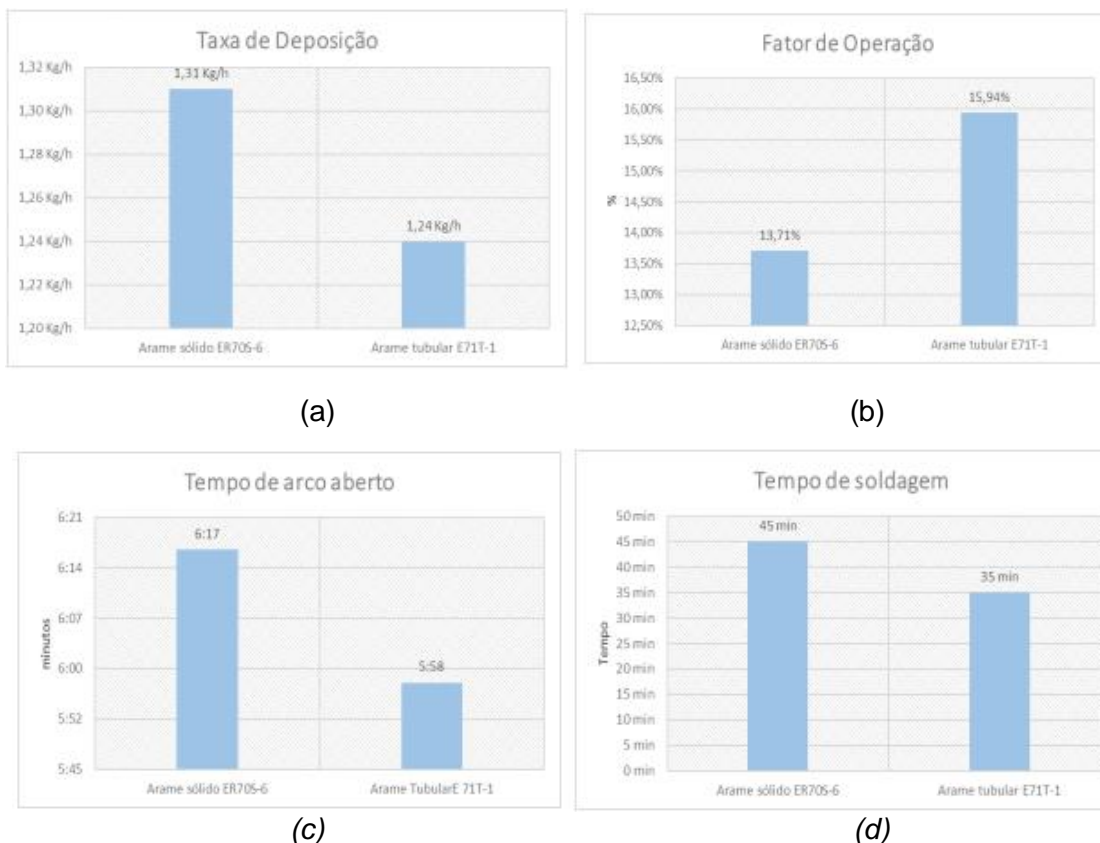 Taxa de Deposição
1,32 Kg/h
1,30 Kg/h
1,28 Kg/h
1,26 Kg/h
1,24 Kg/h
1,22 Kg/h
1,20 Kg/h
1,31 Kg/h
1,24 Kg/h
Arame sólido ER70S-6
Arame tubular E71T-1
(a)
Fator de Operação
16,50%
16,00%
15,50%
15,00%
14,50%
14,00%
13,50%
13,00%
12,50%
%
13,71%
15,94%
Arame sólido ER70S-6
Arame tubular E71T-1
(b)
Tempo de arco aberto
6:21
6:14
6:07
6:00
5:52
5:45
minutos
6:17
5:58
Arame sólido ER70S-6
Arame TubularE 71T-1
(c)
Tempo de soldagem
50 min
45 min
40 min
35 min
30 min
25 min
20 min
15 min
10 min
5 min
0 min
Tempo
45 min
35 min
Arame sólido ER70S-6
Arame tubular E71T-1
(d)